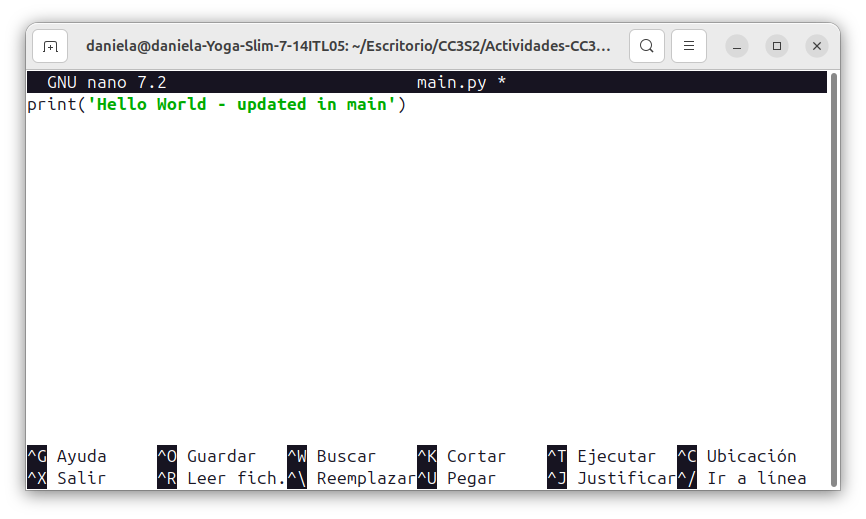 daniela@daniela-Yoga-Slim-7-14ITL05: ~/Escritorio/CC3S2/Actividades-CC3...
GNU nano 7.2 main.py *
print('Hello World - updated in main')
^G Ayuda ^O Guardar ^W Buscar ^K Cortar ^T Ejecutar ^C Ubicación
^X Salir ^R Leer fich. ^\ Reemplazar ^U Pegar ^J Justificar ^/ Ir a línea